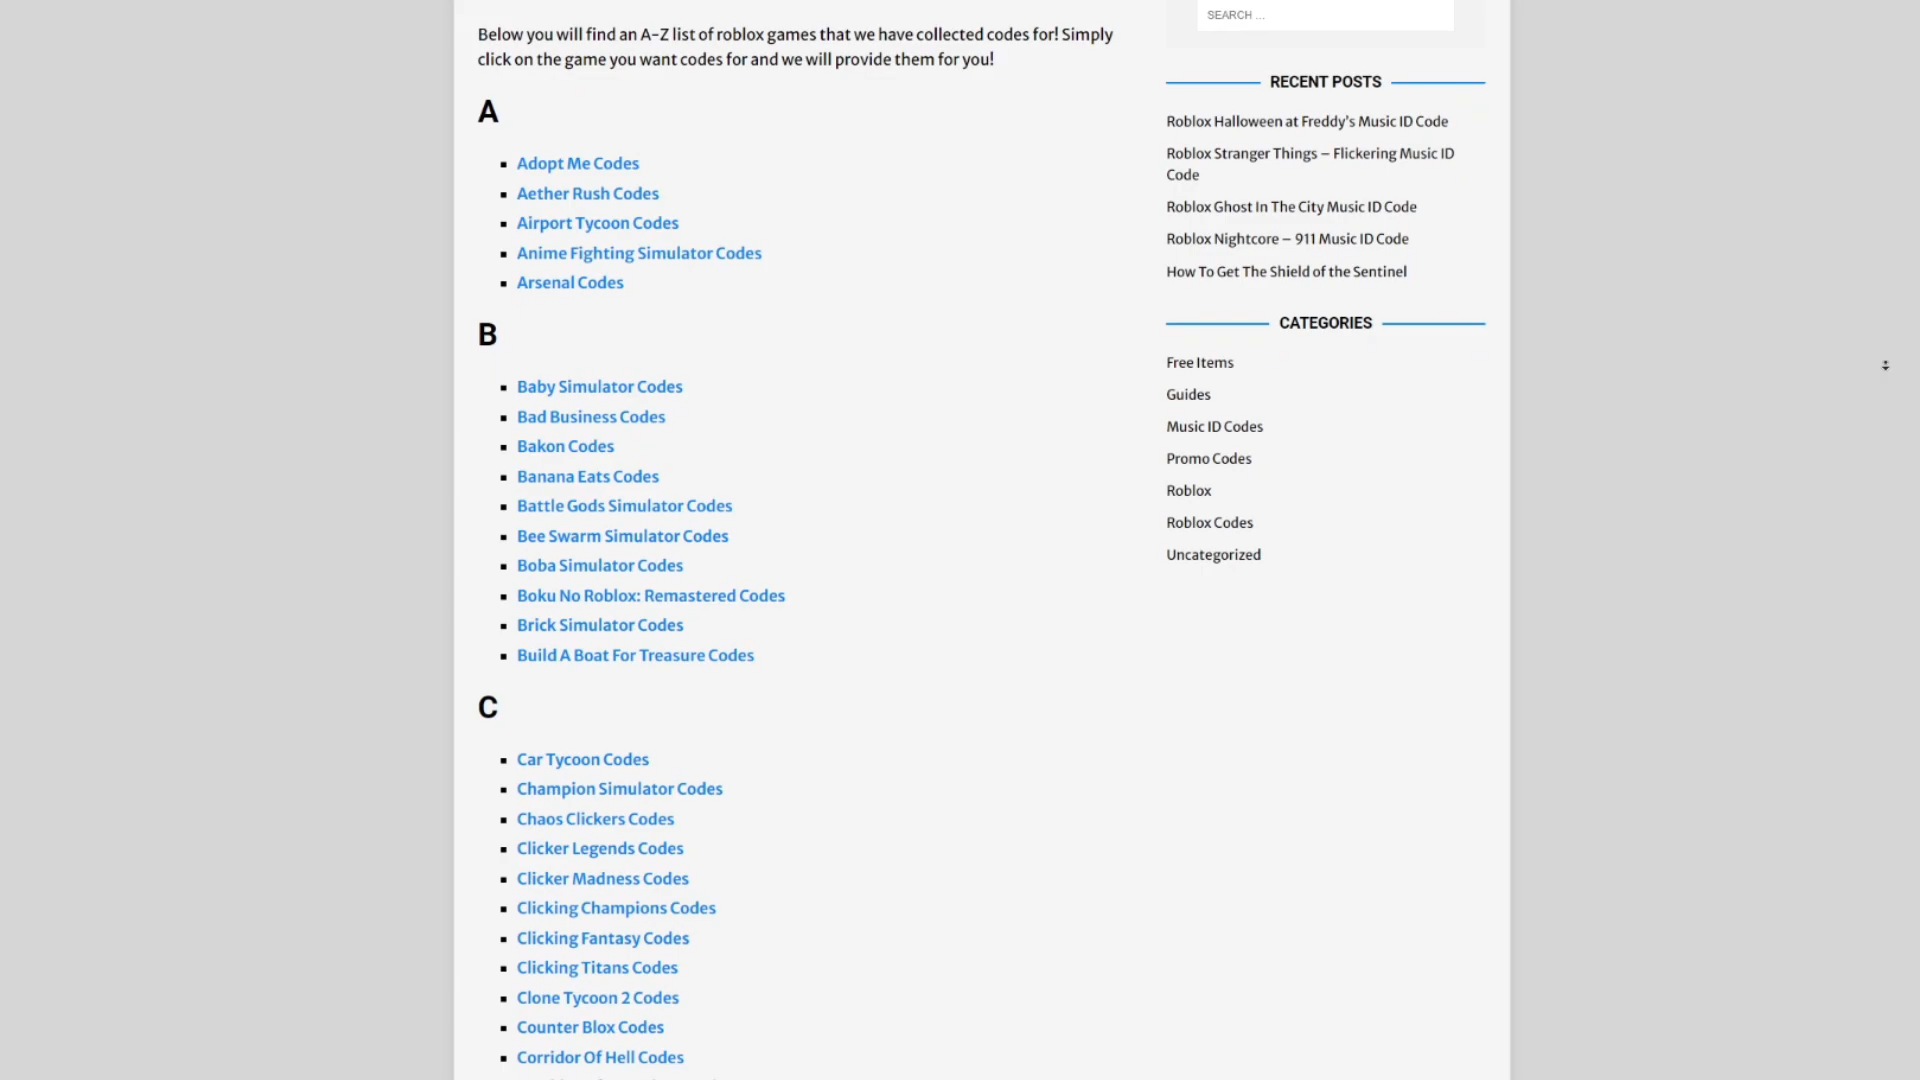 Below you will find an A-Z list of roblox games that we have collected codes for! Simply
click on the game you want codes for and we will provide them for you!
A
Adopt Me Codes
Aether Rush Codes
Airport Tycoon Codes
Anime Fighting Simulator Codes
Arsenal Codes
B
Baby Simulator Codes
Bad Business Codes
Bakon Codes
Banana Eats Codes
Battle Gods Simulator Codes
Bee Swarm Simulator Codes
Boba Simulator Codes
Boku No Roblox: Remastered Codes
Brick Simulator Codes
Build A Boat For Treasure Codes
C
Car Tycoon Codes
Champion Simulator Codes
Chaos Clickers Codes
Clicker Legends Codes
Clicker Madness Codes
Clicking Champions Codes
Clicking Fantasy Codes
Clicking Titans Codes
Clone Tycoon 2 Codes
Counter Blox Codes
Corridor Of Hell Codes
SEARCH ...
RECENT POSTS
Roblox Halloween at Freddy's Music ID Code
Roblox Stranger Things – Flickering Music ID
Code
Roblox Ghost In The City Music ID Code
Roblox Nightcore – 911 Music ID Code
How To Get The Shield of the Sentinel
CATEGORIES
Free Items
Guides
Music ID Codes
Promo Codes
Roblox
Roblox Codes
Uncategorized